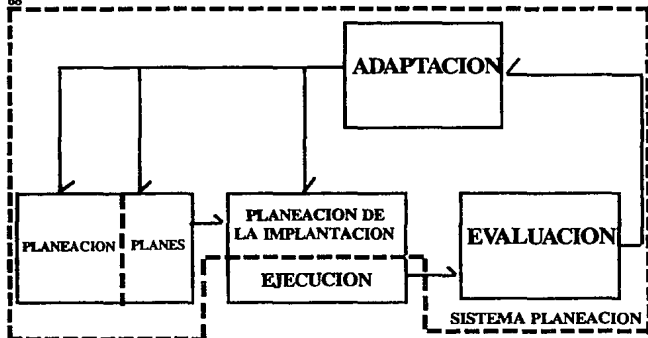 ADAPTACION
PLANEACION
PLANES
PLANEACION DE
LA IMPLANTACION
EJECUCION
EVALUACION
SISTEMA PLANEACION